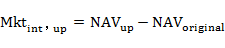 Mkt_int , up = NAV_up − NAV_original